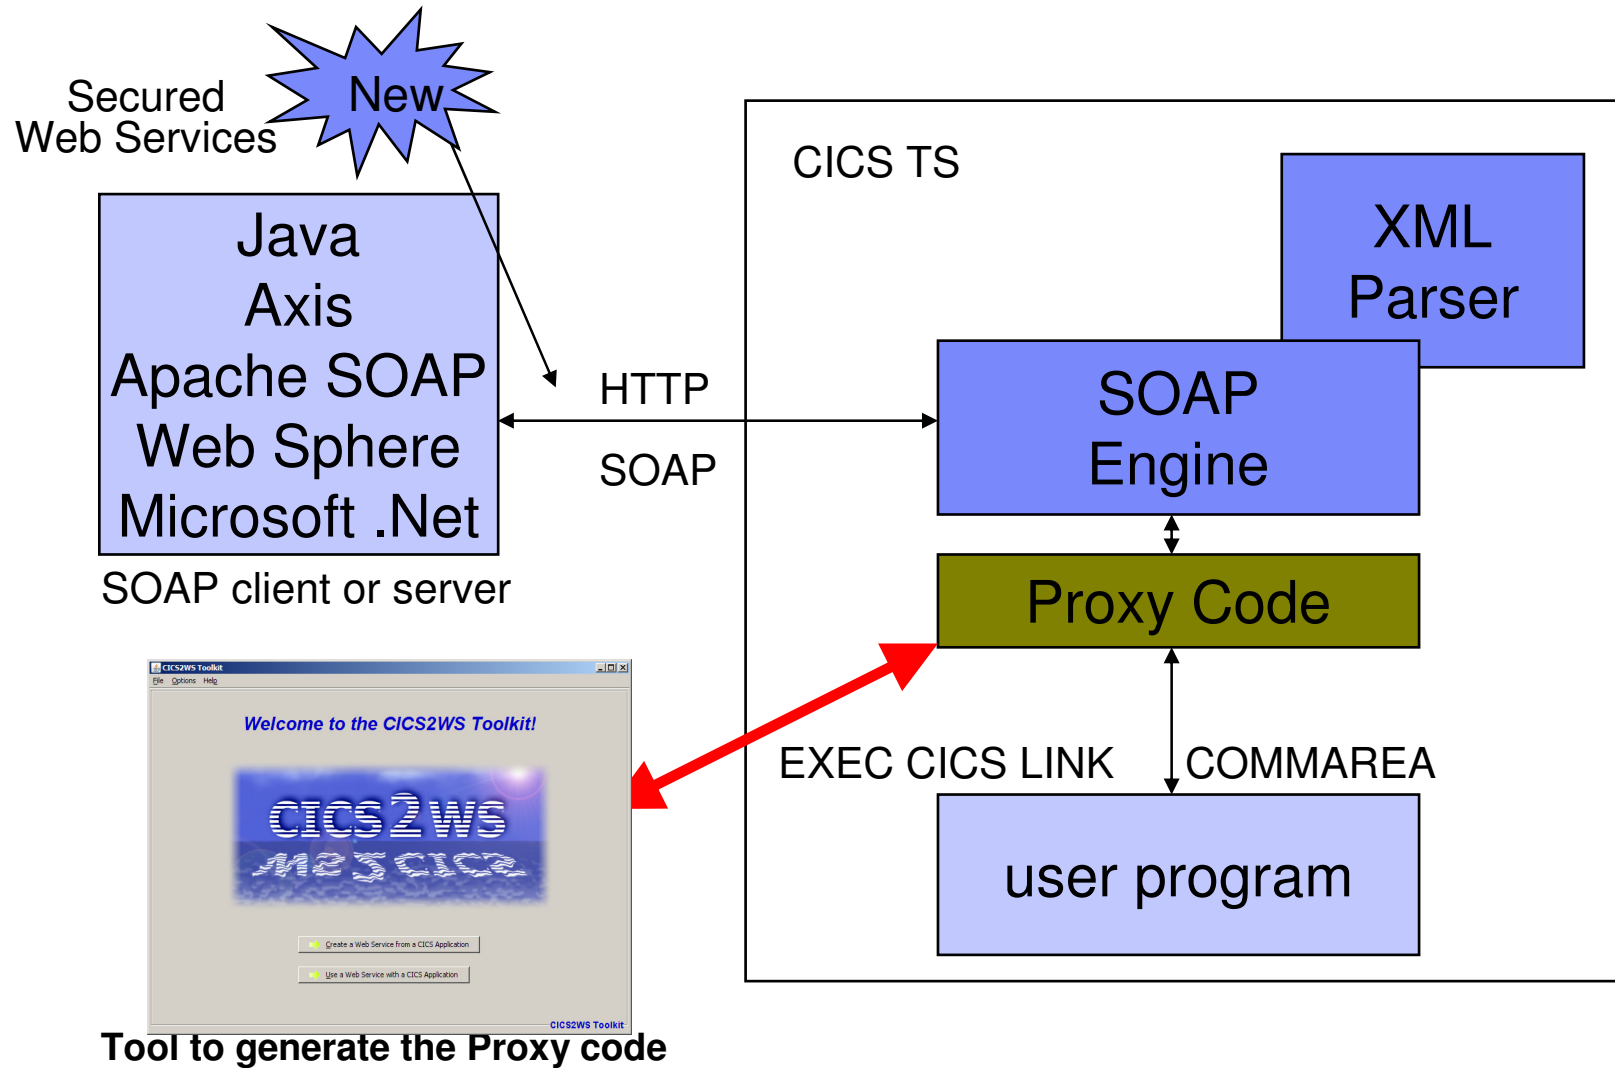 New
Secured
Web Services
Java
Axis
Apache SOAP
Web Sphere
Microsoft .Net
SOAP client or server
HTTP
SOAP
CICS TS
XML
Parser
SOAP
Engine
Proxy Code
EXEC CICS LINK
COMMAREA
user program
CICS2WS Toolkit
File Options Help
Welcome to the CICS2WS Toolkit!
CICS2WS
Create a Web Service from a CICS Application
Use a Web Service with a CICS Application
CICS2WS Toolkit
Tool to generate the Proxy code